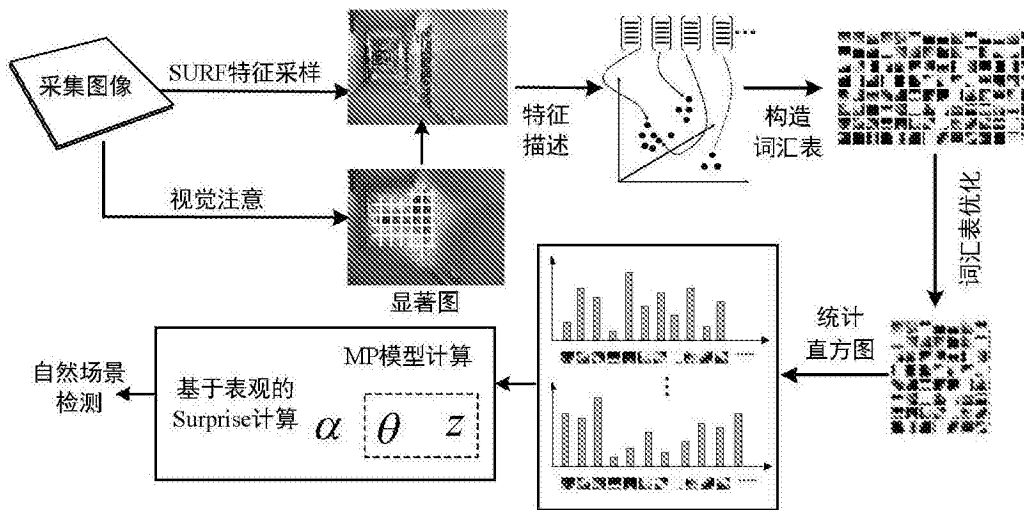 采集图像
SURF特征采样
视觉注意
显著图
特征
描述
构造
词汇表
词汇表优化
统计
直方图
MP模型计算
基于表观的
Surprise计算
α
θ
z
自然场景
检测